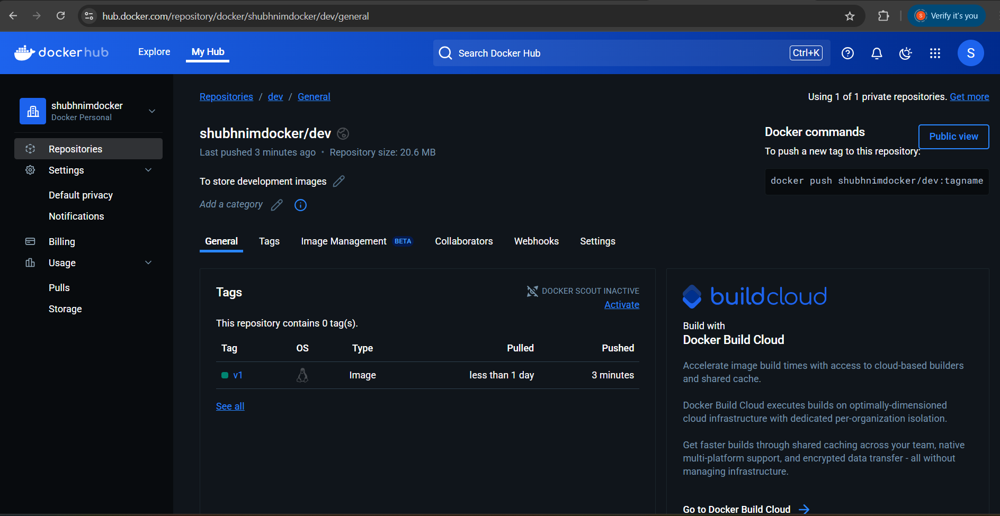 hub.docker.com/repository/docker/shubhnimdocker/dev/general
S
Verify it's you
dockerhub
Explore
My Hub
Search Docker Hub
Ctrl+K
S
shubhnimdocker
Docker Personal
Repositories
Settings
Default privacy
Notifications
Billing
Usage
Pulls
Storage
Repositories / dev / General
Using 1 of 1 private repositories. Get more
shubhnimdocker/dev
Last pushed 3 minutes ago • Repository size: 20.6 MB
To store development images
Add a category
Docker commands
Public view
To push a new tag to this repository:
docker push shubhnimdocker/dev:tagname
General
Tags
Image Management BETA
Collaborators
Webhooks
Settings
Tags
DOCKER SCOUT INACTIVE
Activate
This repository contains 0 tag(s).
Tag OS Type Pulled Pushed
v1 Image less than 1 day 3 minutes
See all
buildcloud
Build with
Docker Build Cloud
Accelerate image build times with access to cloud-based builders
and shared cache.
Docker Build Cloud executes builds on optimally-dimensioned
cloud infrastructure with dedicated per-organization isolation.
Get faster builds through shared caching across your team, native
multi-platform support, and encrypted data transfer - all without
managing infrastructure.
Go to Docker Build Cloud